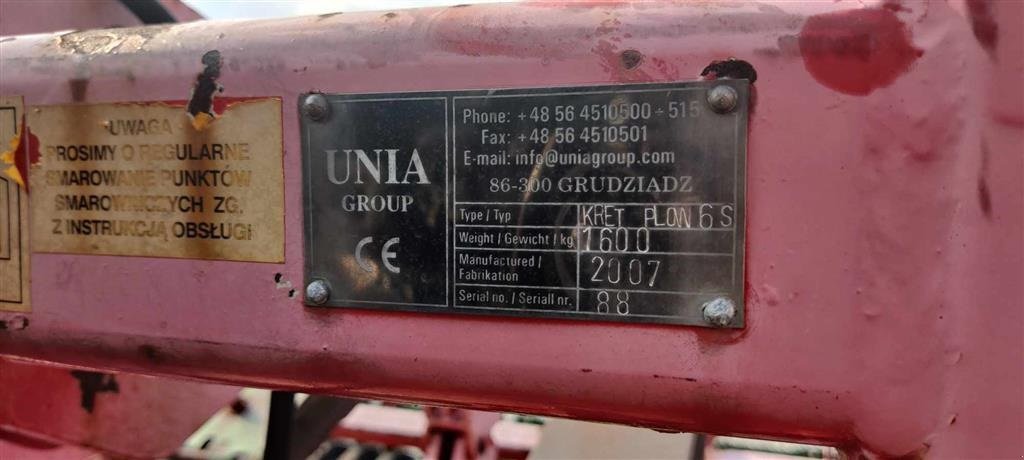 UWAGA
PROSIMY O REGULARNE
SMAROWANIE PUNKTÓW
SMAROWNICZYCH ZG.
Z INSTRUKCJĄ OBSŁUGI
UNIA
GROUP
CE
Phone: +48 56 4510500 ÷ 515
Fax: +48 56 4510501
E-mail: info@uniagroup.com
86-300 GRUDZIADZ
Type / Typ KRET PLOW 6 S
Weight / Gewicht / kg 1600
Manufactured /
Fabrikation 2007
Serial no. / Seriall nr. 88